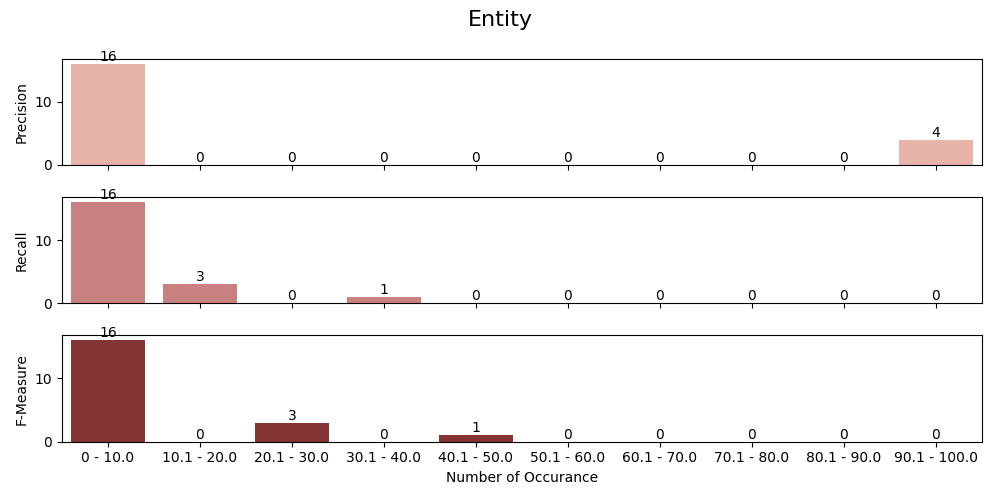 Entity
Precision
10
0
16 0 0 0 0 0 0 0 0 4
Recall
10
0
16 3 0 1 0 0 0 0 0 0
F-Measure
10
0
16 0 3 0 1 0 0 0 0 0
0 - 10.0 10.1 - 20.0 20.1 - 30.0 30.1 - 40.0 40.1 - 50.0 50.1 - 60.0 60.1 - 70.0 70.1 - 80.0 80.1 - 90.0 90.1 - 100.0
Number of Occurance